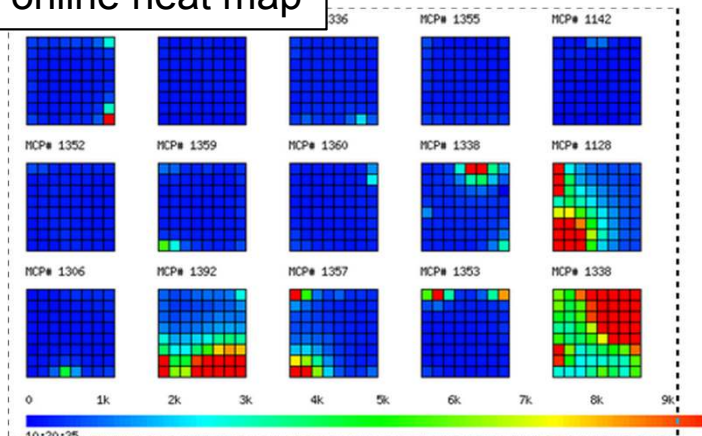 online heat map
336 MCP# 1355 MCP# 1142
MCP# 1352 MCP# 1359 MCP# 1360 MCP# 1338 MCP# 1128
MCP# 1306 MCP# 1392 MCP# 1357 MCP# 1353 MCP# 1338
0 1k 2k 3k 4k 5k 6k 7k 8k 9k